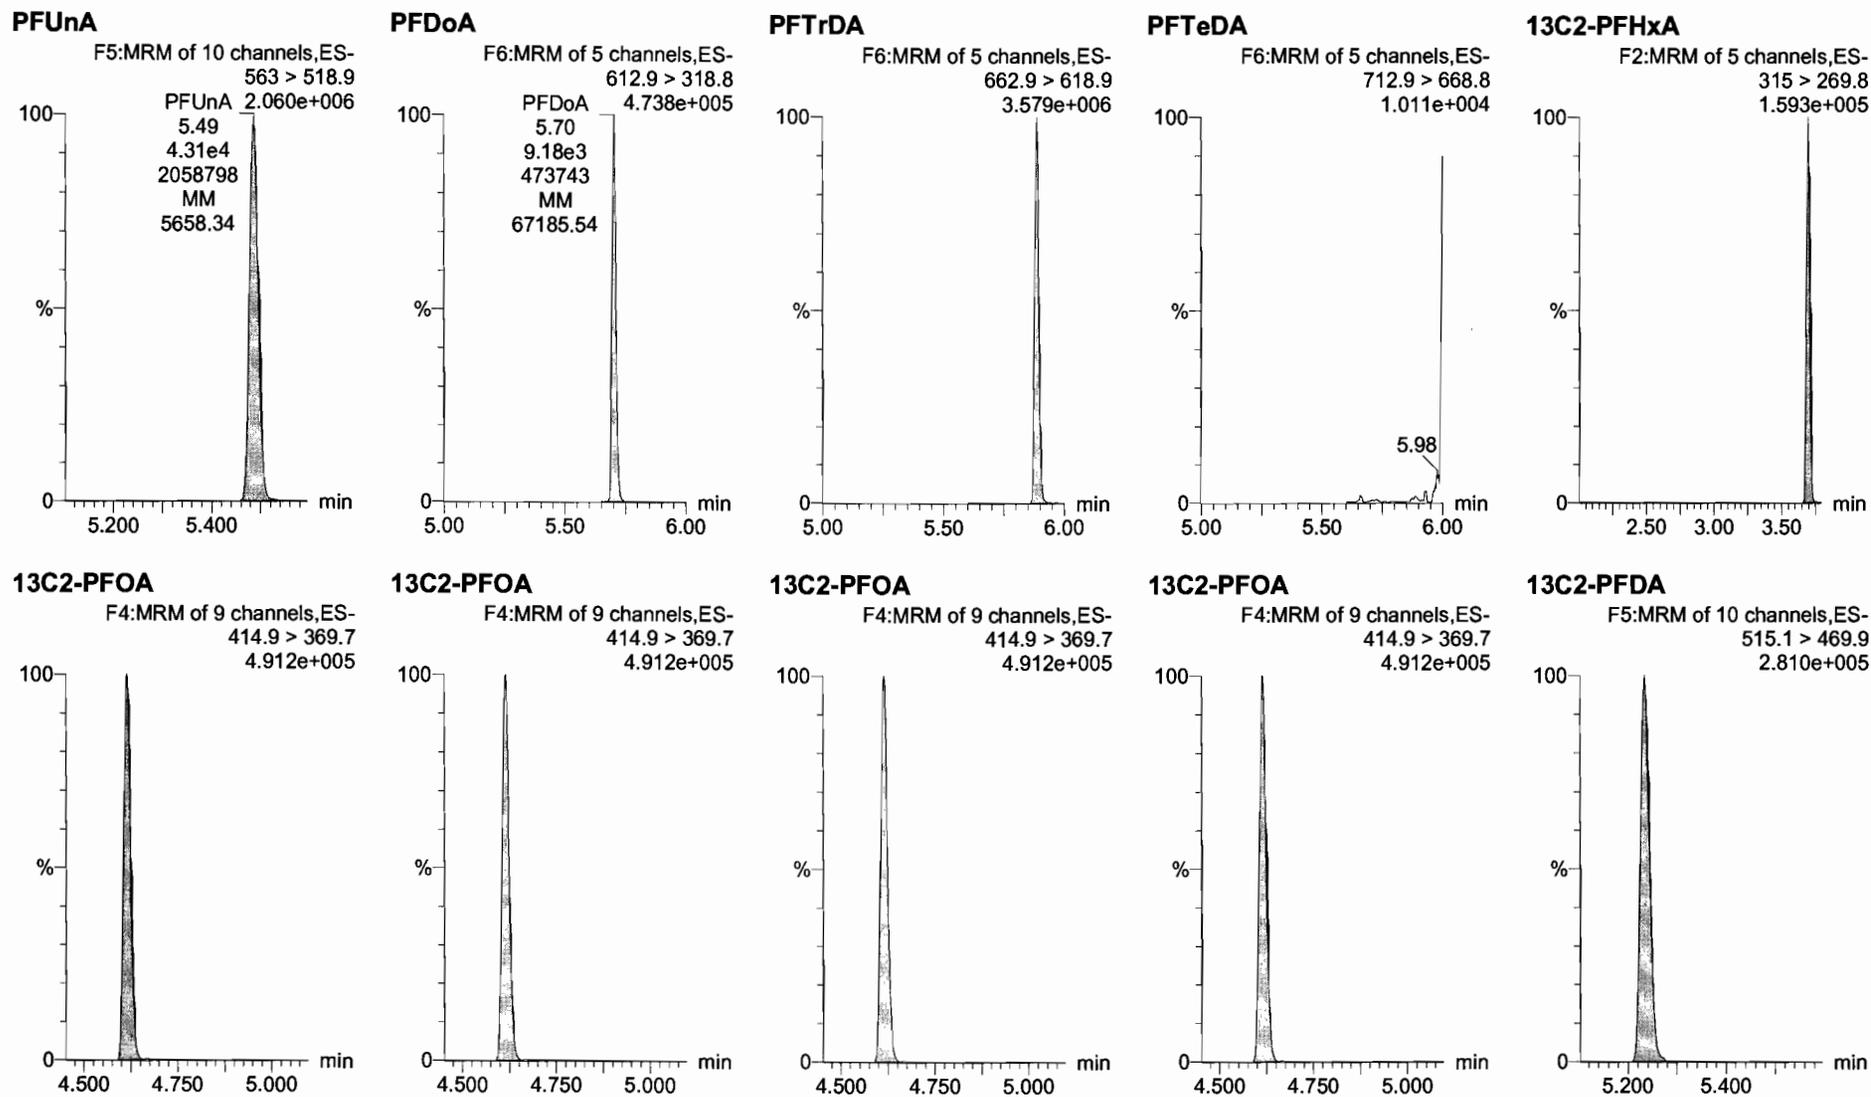 PFUnA
F5:MRM of 10 channels,ES-
563 > 518.9
PFUnA 2.060e+006
5.49
4.31e4
2058798
MM
5658.34
100
%
0
5.200 5.400 min
PFDoA
F6:MRM of 5 channels,ES-
612.9 > 318.8
PFDoA 4.738e+005
5.70
9.18e3
473743
MM
67185.54
100
%
0
5.00 5.50 6.00 min
PFTrDA
F6:MRM of 5 channels,ES-
662.9 > 618.9
3.579e+006
100
%
0
5.00 5.50 6.00 min
PFTeDA
F6:MRM of 5 channels,ES-
712.9 > 668.8
1.011e+004
100
%
5.98
0
5.00 5.50 6.00 min
13C2-PFHxA
F2:MRM of 5 channels,ES-
315 > 269.8
1.593e+005
100
%
0
2.50 3.00 3.50 min
13C2-PFOA
F4:MRM of 9 channels,ES-
414.9 > 369.7
4.912e+005
100
%
0
4.500 4.750 5.000 min
13C2-PFOA
F4:MRM of 9 channels,ES-
414.9 > 369.7
4.912e+005
100
%
0
4.500 4.750 5.000 min
13C2-PFOA
F4:MRM of 9 channels,ES-
414.9 > 369.7
4.912e+005
100
%
0
4.500 4.750 5.000 min
13C2-PFOA
F4:MRM of 9 channels,ES-
414.9 > 369.7
4.912e+005
100
%
0
4.500 4.750 5.000 min
13C2-PFDA
F5:MRM of 10 channels,ES-
515.1 > 469.9
2.810e+005
100
%
0
5.200 5.400 min